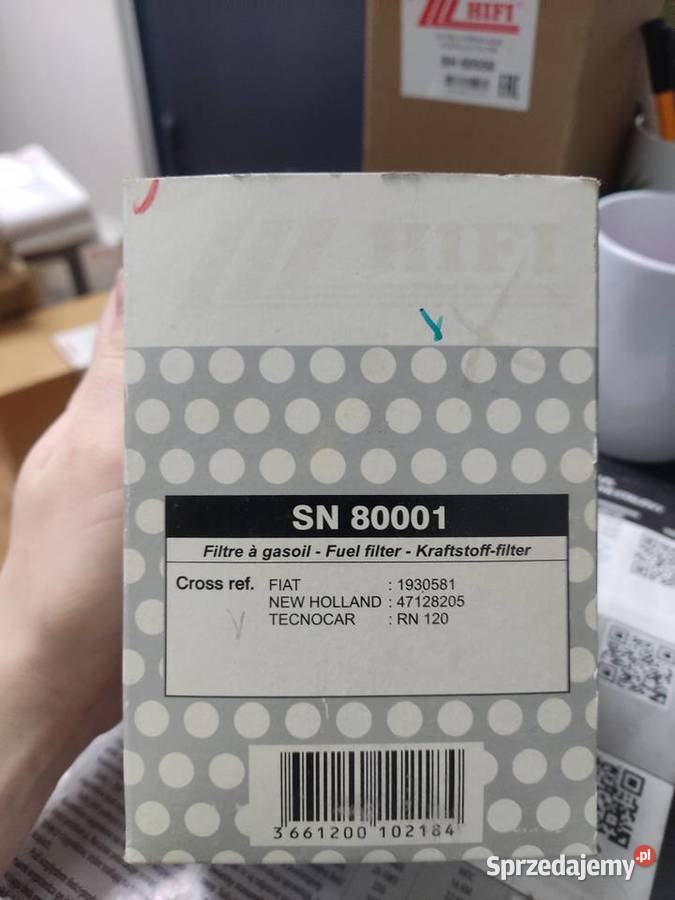 HIFI
HIFI
SN 80001
Filtre à gasoil - Fuel filter - Kraftstoff-filter
Cross ref. FIAT : 1930581
NEW HOLLAND : 47128205
TECNOCAR : RN 120
3 661200 102184
Sprzedajemy.pl